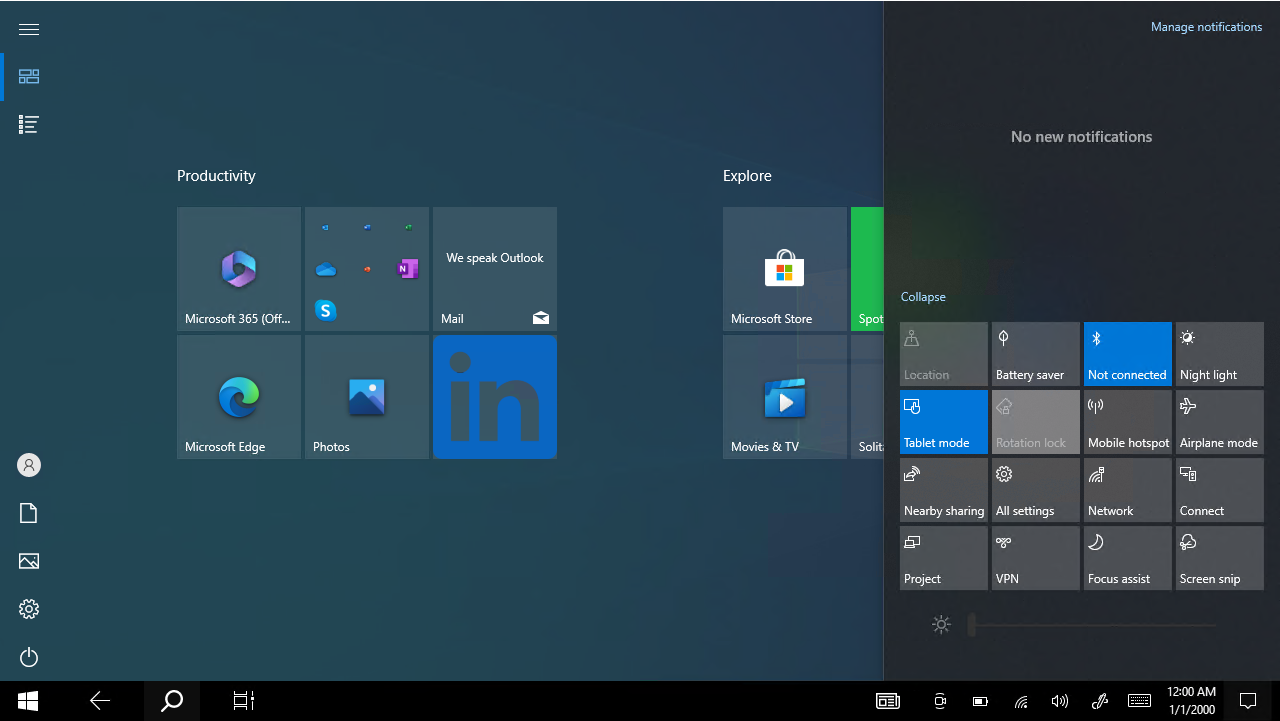 Manage notifications
No new notifications
Productivity
Explore
We speak Outlook
Microsoft 365 (Off...
Mail
Microsoft Store
Spot
Collapse
Location
Battery saver
Not connected
Night light
Microsoft Edge
Photos
in
Movies & TV
Solita
Tablet mode
Rotation lock
Mobile hotspot
Airplane mode
Nearby sharing
All settings
Network
Connect
Project
VPN
Focus assist
Screen snip
12:00 AM
1/1/2000